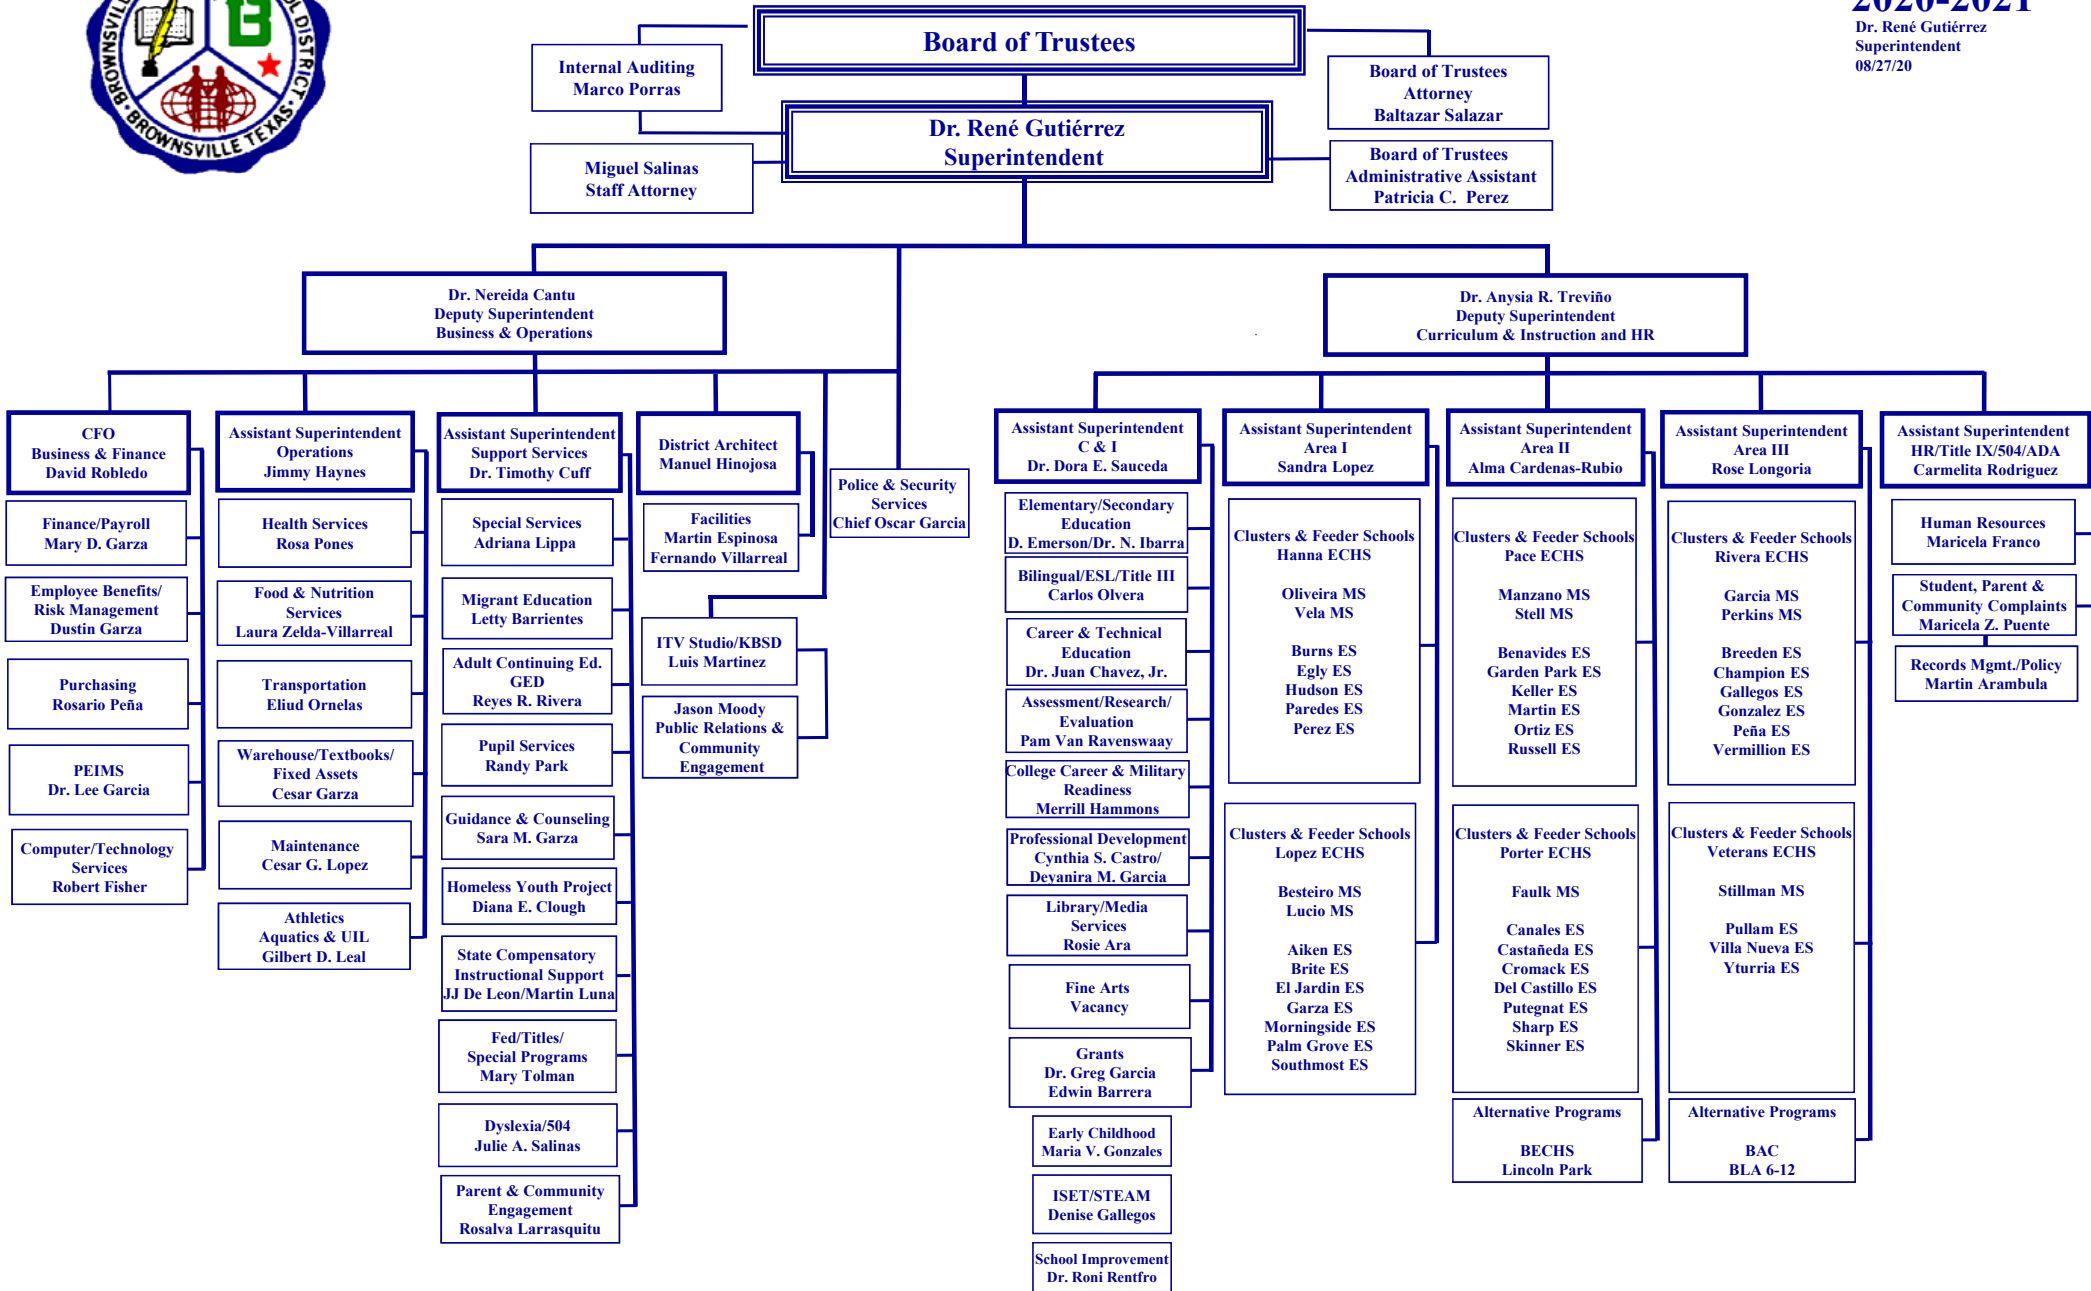 BROWNSVILLE
OL DISTRICT
BROWNSVILLE TEXAS
2020-2021
Dr. René Gutiérrez
Superintendent
08/27/20
Board of Trustees
Internal Auditing
Marco Porras
Board of Trustees
Attorney
Baltazar Salazar
Dr. René Gutiérrez
Superintendent
Miguel Salinas
Staff Attorney
Board of Trustees
Administrative Assistant
Patricia C. Perez
Dr. Nereida Cantu
Deputy Superintendent
Business & Operations
Dr. Anysia R. Treviño
Deputy Superintendent
Curriculum & Instruction and HR
CFO
Business & Finance
David Robledo
Finance/Payroll
Mary D. Garza
Employee Benefits/
Risk Management
Dustin Garza
Purchasing
Rosario Peña
PEIMS
Dr. Lee Garcia
Computer/Technology
Services
Robert Fisher
Assistant Superintendent
Operations
Jimmy Haynes
Health Services
Rosa Pones
Food & Nutrition
Services
Laura Zelda-Villarreal
Transportation
Eliud Ornelas
Warehouse/Textbooks/
Fixed Assets
Cesar Garza
Maintenance
Cesar G. Lopez
Athletics
Aquatics & UIL
Gilbert D. Leal
Assistant Superintendent
Support Services
Dr. Timothy Cuff
Special Services
Adriana Lippa
Migrant Education
Letty Barrientes
Adult Continuing Ed.
GED
Reyes R. Rivera
Pupil Services
Randy Park
Guidance & Counseling
Sara M. Garza
Homeless Youth Project
Diana E. Clough
State Compensatory
Instructional Support
JJ De Leon/Martin Luna
Fed/Titles/
Special Programs
Mary Tolman
Dyslexia/504
Julie A. Salinas
Parent & Community
Engagement
Rosalva Larrasquitu
District Architect
Manuel Hinojosa
Facilities
Martin Espinosa
Fernando Villarreal
ITV Studio/KBSD
Luis Martinez
Jason Moody
Public Relations &
Community
Engagement
Police & Security
Services
Chief Oscar Garcia
Assistant Superintendent
C & I
Dr. Dora E. Sauceda
Elementary/Secondary
Education
D. Emerson/Dr. N. Ibarra
Bilingual/ESL/Title III
Carlos Olvera
Career & Technical
Education
Dr. Juan Chavez, Jr.
Assessment/Research/
Evaluation
Pam Van Ravenswaay
College Career & Military
Readiness
Merrill Hammons
Professional Development
Cynthia S. Castro/
Deyanira M. Garcia
Library/Media
Services
Rosie Ara
Fine Arts
Vacancy
Grants
Dr. Greg Garcia
Edwin Barrera
Early Childhood
Maria V. Gonzales
ISET/STEAM
Denise Gallegos
School Improvement
Dr. Roni Rentfro
Assistant Superintendent
Area I
Sandra Lopez
Clusters & Feeder Schools
Hanna ECHS
Oliveira MS
Vela MS
Burns ES
Egly ES
Hudson ES
Paredes ES
Perez ES
Clusters & Feeder Schools
Lopez ECHS
Besteiro MS
Lucio MS
Aiken ES
Brite ES
El Jardin ES
Garza ES
Morningside ES
Palm Grove ES
Southmost ES
Assistant Superintendent
Area II
Alma Cardenas-Rubio
Clusters & Feeder Schools
Pace ECHS
Manzano MS
Stell MS
Benavides ES
Garden Park ES
Keller ES
Martin ES
Ortiz ES
Russell ES
Clusters & Feeder Schools
Porter ECHS
Faulk MS
Canales ES
Castañeda ES
Cromack ES
Del Castillo ES
Putegnat ES
Sharp ES
Skinner ES
Alternative Programs
BECHS
Lincoln Park
Assistant Superintendent
Area III
Rose Longoria
Clusters & Feeder Schools
Rivera ECHS
Garcia MS
Perkins MS
Breeden ES
Champion ES
Gallegos ES
Gonzalez ES
Peña ES
Vermillion ES
Clusters & Feeder Schools
Veterans ECHS
Stillman MS
Pullam ES
Villa Nueva ES
Yturria ES
Alternative Programs
BAC
BLA 6-12
Assistant Superintendent
HR/Title IX/504/ADA
Carmelita Rodriguez
Human Resources
Maricela Franco
Student, Parent &
Community Complaints
Maricela Z. Puente
Records Mgmt./Policy
Martin Arambula